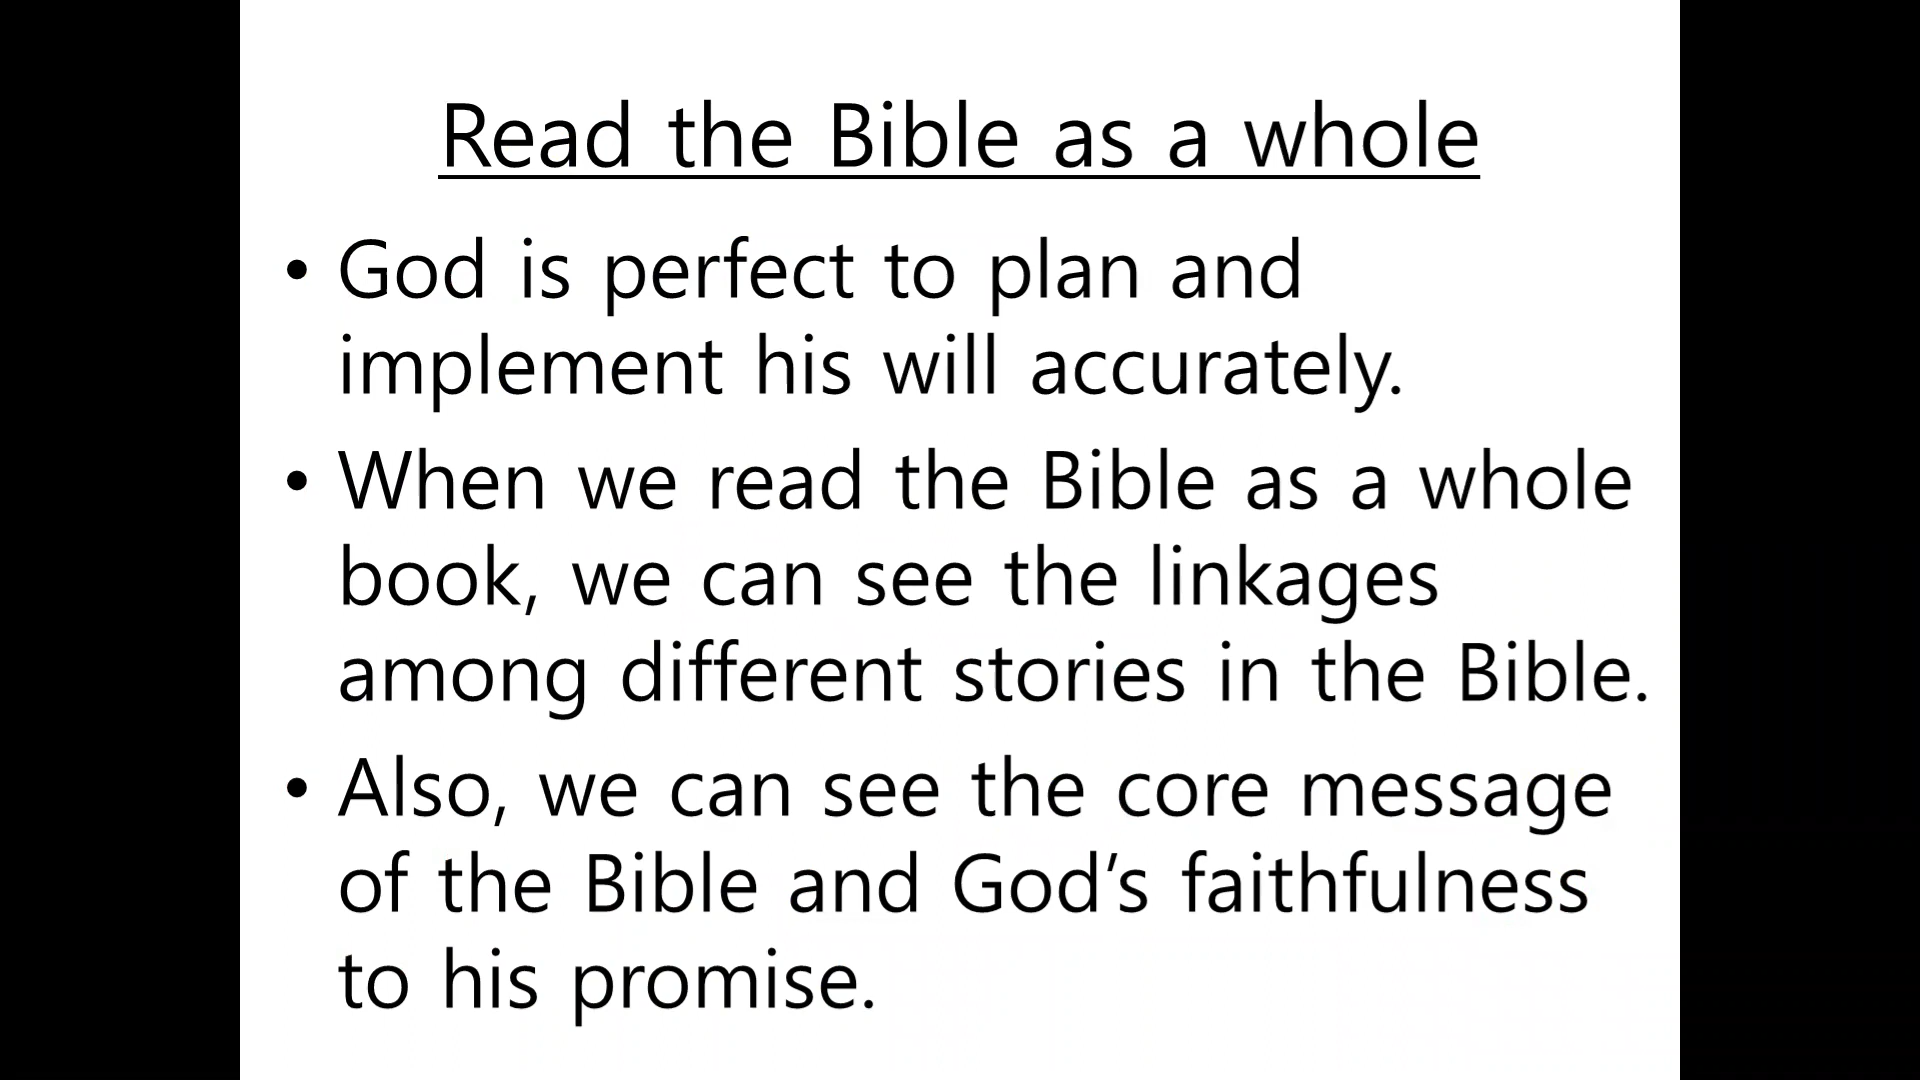 Read the Bible as a whole
• God is perfect to plan and
implement his will accurately.
• When we read the Bible as a whole
book, we can see the linkages
among different stories in the Bible.
• Also, we can see the core message
of the Bible and God’s faithfulness
to his promise.